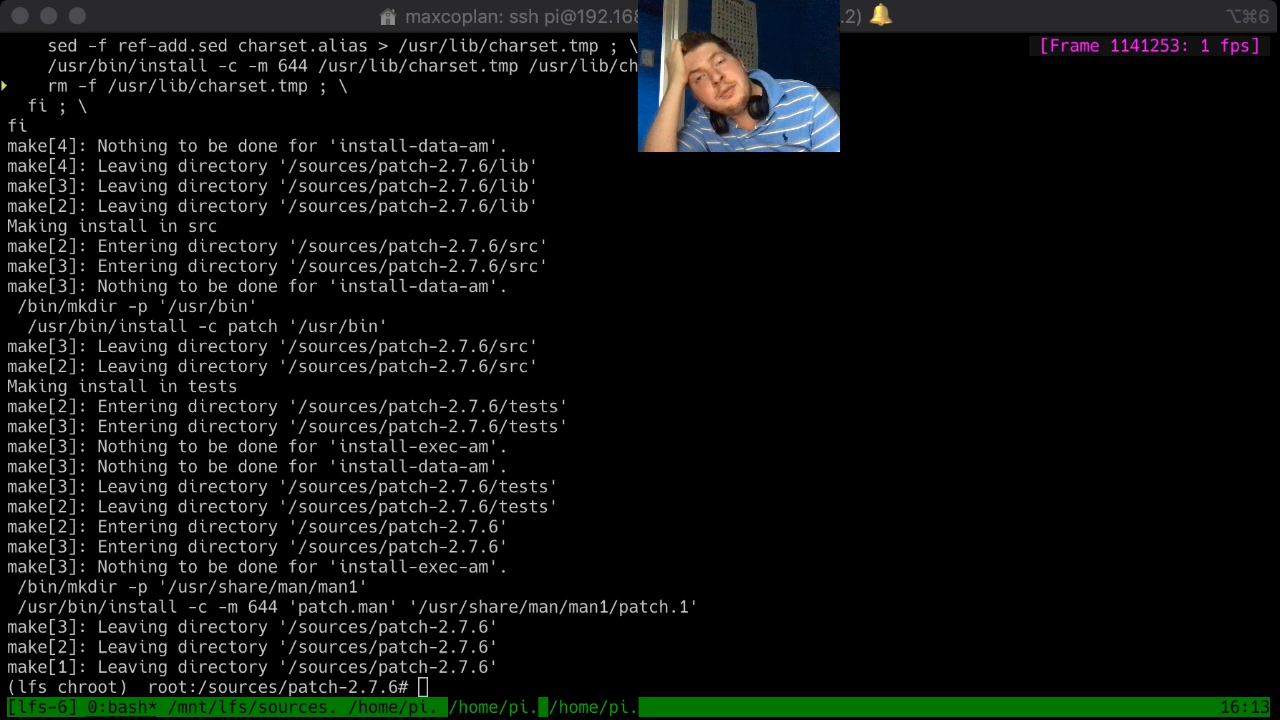 maxcoplan: ssh pi@192.168 .2) ⌥⌘6
sed -f ref-add.sed charset.alias > /usr/lib/charset.tmp ; \ [Frame 1141253: 1 fps]
/usr/bin/install -c -m 644 /usr/lib/charset.tmp /usr/lib/ch
rm -f /usr/lib/charset.tmp ; \
fi ; \
fi
make[4]: Nothing to be done for 'install-data-am'.
make[4]: Leaving directory '/sources/patch-2.7.6/lib'
make[3]: Leaving directory '/sources/patch-2.7.6/lib'
make[2]: Leaving directory '/sources/patch-2.7.6/lib'
Making install in src
make[2]: Entering directory '/sources/patch-2.7.6/src'
make[3]: Entering directory '/sources/patch-2.7.6/src'
make[3]: Nothing to be done for 'install-data-am'.
/bin/mkdir -p '/usr/bin'
/usr/bin/install -c patch '/usr/bin'
make[3]: Leaving directory '/sources/patch-2.7.6/src'
make[2]: Leaving directory '/sources/patch-2.7.6/src'
Making install in tests
make[2]: Entering directory '/sources/patch-2.7.6/tests'
make[3]: Entering directory '/sources/patch-2.7.6/tests'
make[3]: Nothing to be done for 'install-exec-am'.
make[3]: Nothing to be done for 'install-data-am'.
make[3]: Leaving directory '/sources/patch-2.7.6/tests'
make[2]: Leaving directory '/sources/patch-2.7.6/tests'
make[2]: Entering directory '/sources/patch-2.7.6'
make[3]: Entering directory '/sources/patch-2.7.6'
make[3]: Nothing to be done for 'install-exec-am'.
/bin/mkdir -p '/usr/share/man/man1'
/usr/bin/install -c -m 644 'patch.man' '/usr/share/man/man1/patch.1'
make[3]: Leaving directory '/sources/patch-2.7.6'
make[2]: Leaving directory '/sources/patch-2.7.6'
make[1]: Leaving directory '/sources/patch-2.7.6'
(lfs chroot)  root:/sources/patch-2.7.6#
[lfs-6] 0:bash* /mnt/lfs/sources. /home/pi. /home/pi. /home/pi. 16:13